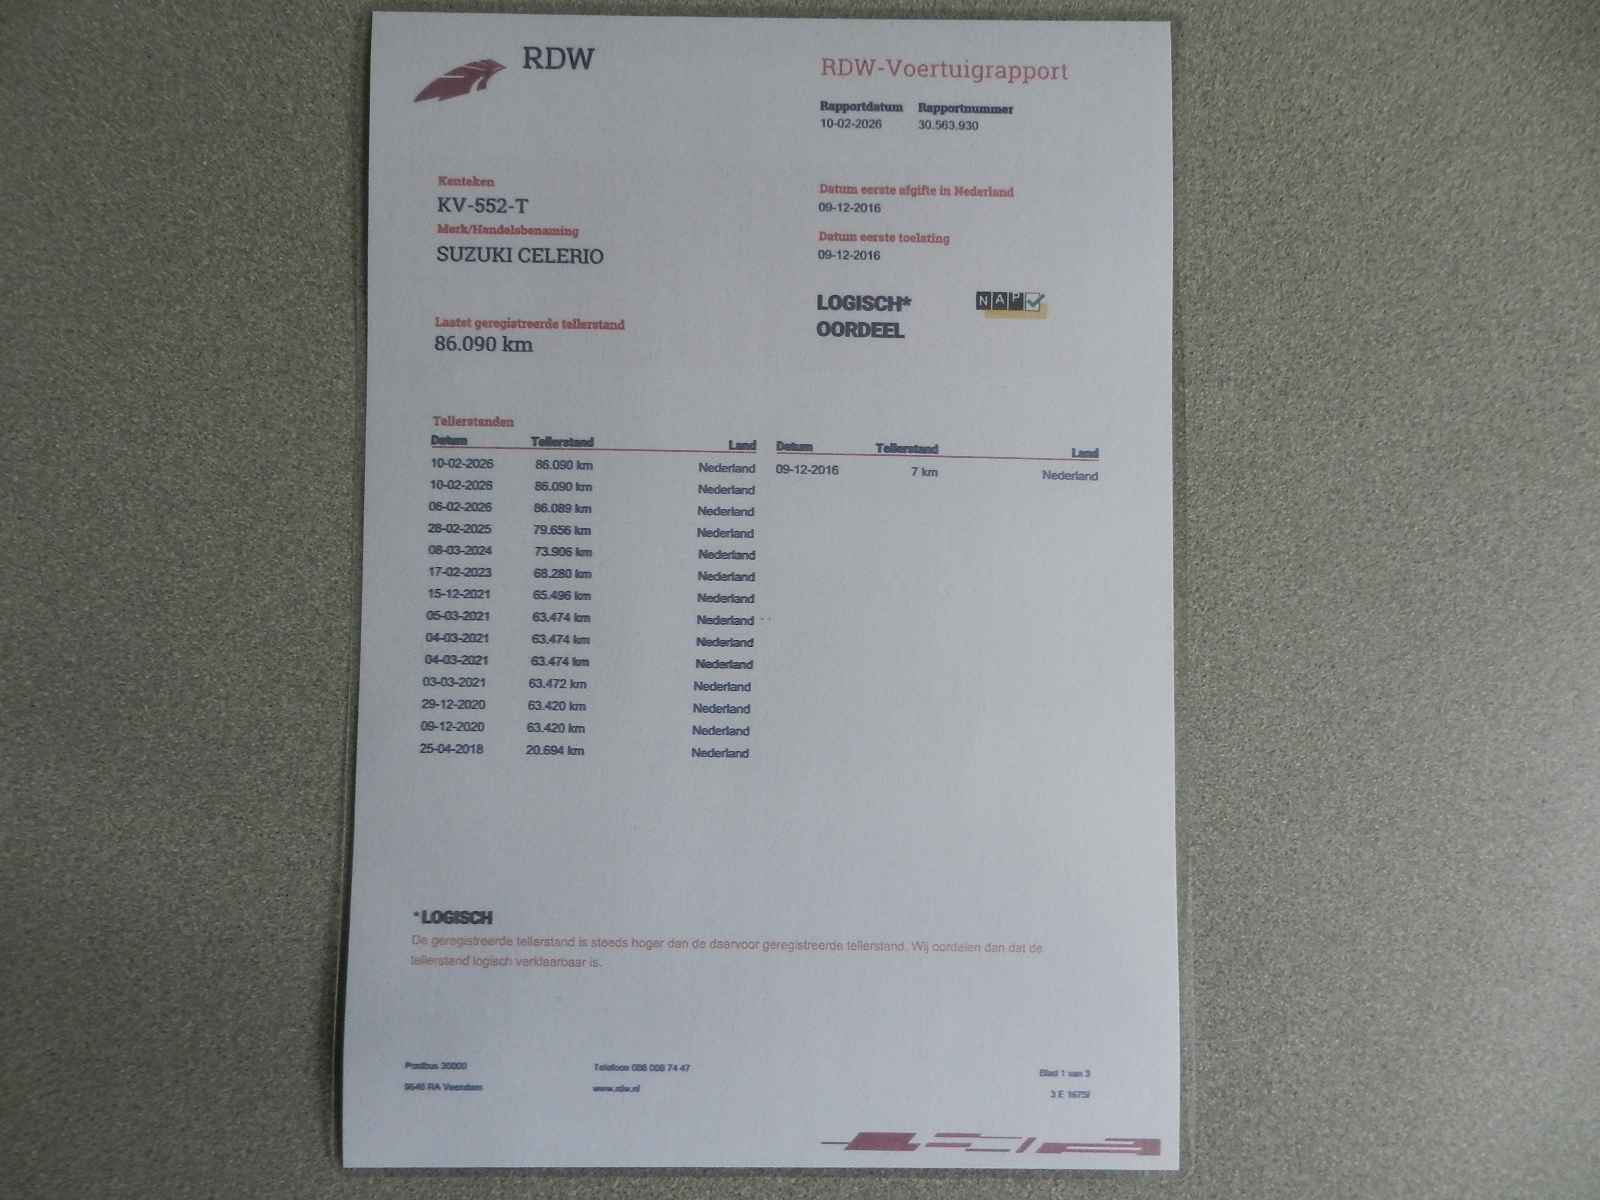 RDW
RDW-Voertuigrapport
Rapportdatum Rapportnummer
10-02-2026 30.563.930
Kenteken
KV-552-T
Merk/Handelsbenaming
SUZUKI CELERIO
Datum eerste afgifte in Nederland
09-12-2016
Datum eerste toelating
09-12-2016
LOGISCH*
OORDEEL
NAP
Laatst geregistreerde tellerstand
86.090 km
Tellerstanden
Datum Tellerstand Land Datum Tellerstand Land
10-02-2026 86.090 km Nederland 09-12-2016 7 km Nederland
10-02-2026 86.090 km Nederland
06-02-2026 86.089 km Nederland
28-02-2025 79.656 km Nederland
08-03-2024 73.906 km Nederland
17-02-2023 68.280 km Nederland
15-12-2021 65.496 km Nederland
05-03-2021 63.474 km Nederland
04-03-2021 63.474 km Nederland
04-03-2021 63.474 km Nederland
03-03-2021 63.472 km Nederland
29-12-2020 63.420 km Nederland
09-12-2020 63.420 km Nederland
25-04-2018 20.694 km Nederland
*LOGISCH
De geregistreerde tellerstand is steeds hoger dan de daarvoor geregistreerde tellerstand. Wij oordelen dan dat de
tellerstand logisch verklaarbaar is.
Postbus 30000 Telefoon 088 008 74 47 Blad 1 van 3
9640 RA Veendam www.rdw.nl 3 E